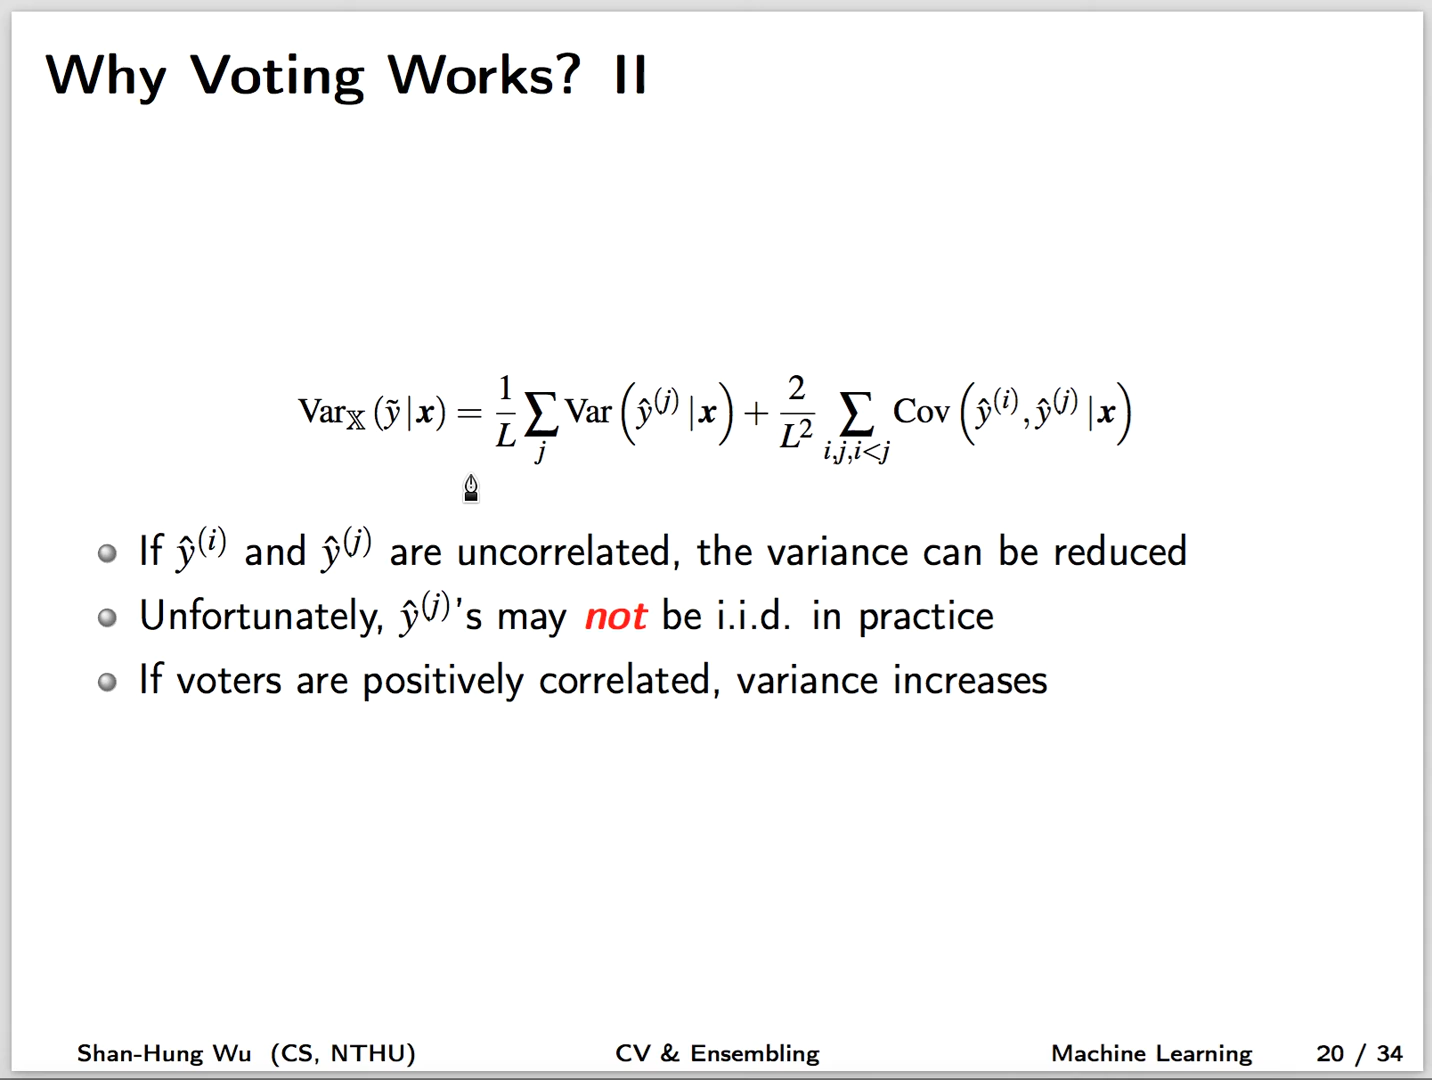 Why Voting Works? II
Var𝕏 (ỹ|x) = 1/L ∑j Var (ŷ(j) |x) + 2/L² ∑i,j,i<j Cov (ŷ(i), ŷ(j) |x)
If ŷ(i) and ŷ(j) are uncorrelated, the variance can be reduced
Unfortunately, ŷ(j)'s may not be i.i.d. in practice
If voters are positively correlated, variance increases
Shan-Hung Wu (CS, NTHU) CV & Ensembling Machine Learning 20 / 34